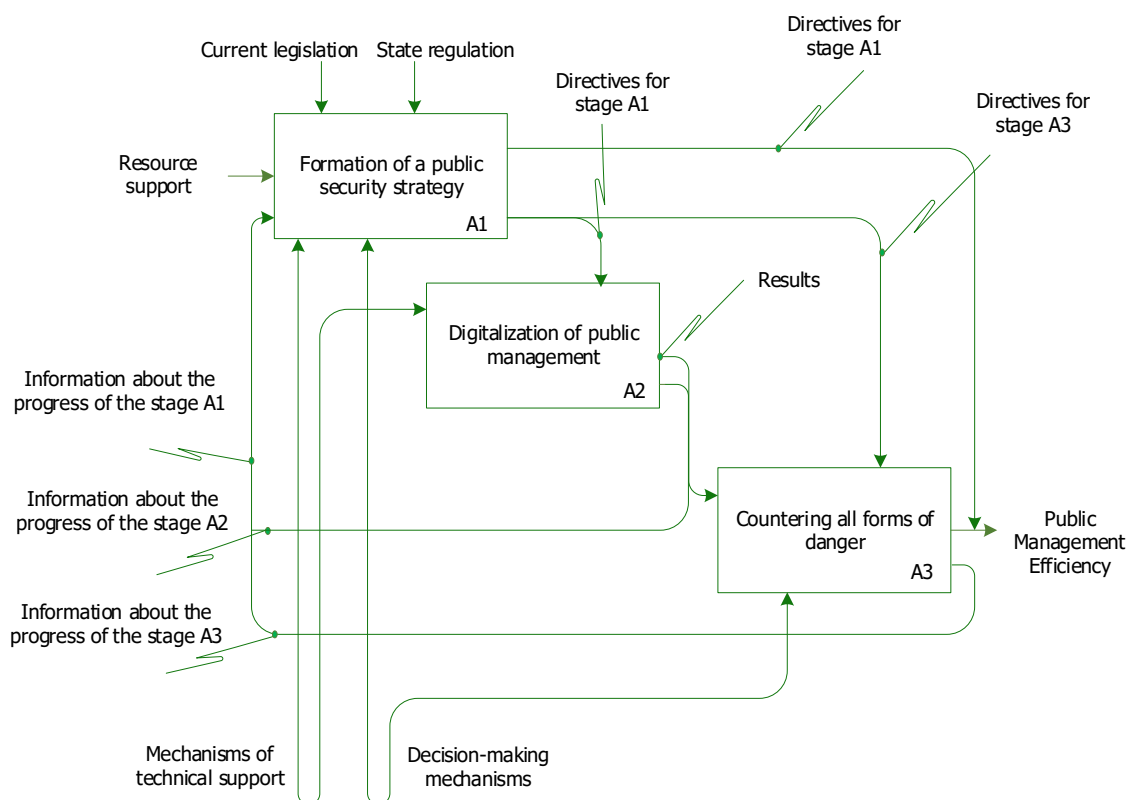 Directives for
stage A1
Current legislation
State regulation
Directives for
stage A1
Directives for
stage A3
Resource
support
Formation of a public
security strategy
A1
Results
Digitalization of public
management
A2
Information about the
progress of the stage A1
Information about the
progress of the stage A2
Countering all forms of
danger
A3
Public
Management
Efficiency
Information about the
progress of the stage A3
Mechanisms of
technical support
Decision-making
mechanisms